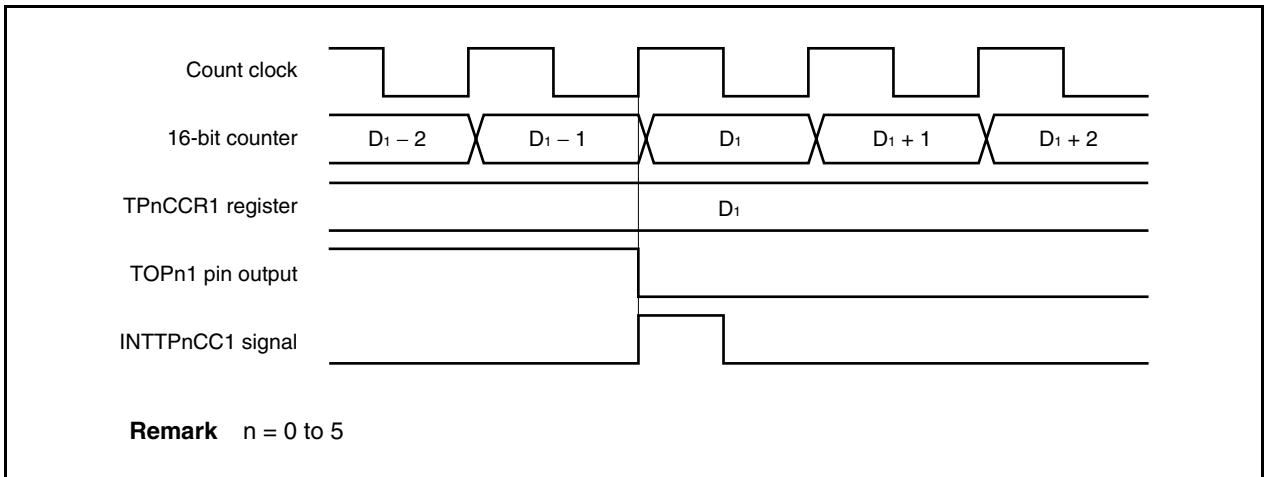 Count clock
16-bit counter D₁ − 2 D₁ − 1 D₁ D₁ + 1 D₁ + 2
TPnCCR1 register D₁
TOPn1 pin output
INTTPnCC1 signal
Remark n = 0 to 5